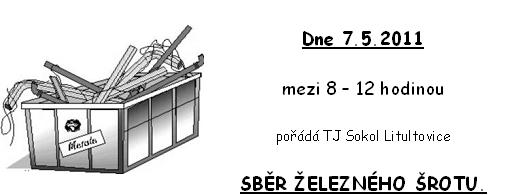 Dne 7.5.2011
mezi 8 - 12 hodinou
pořádá TJ Sokol Litultovice
SBĚR ŽELEZNÉHO ŠROTU.